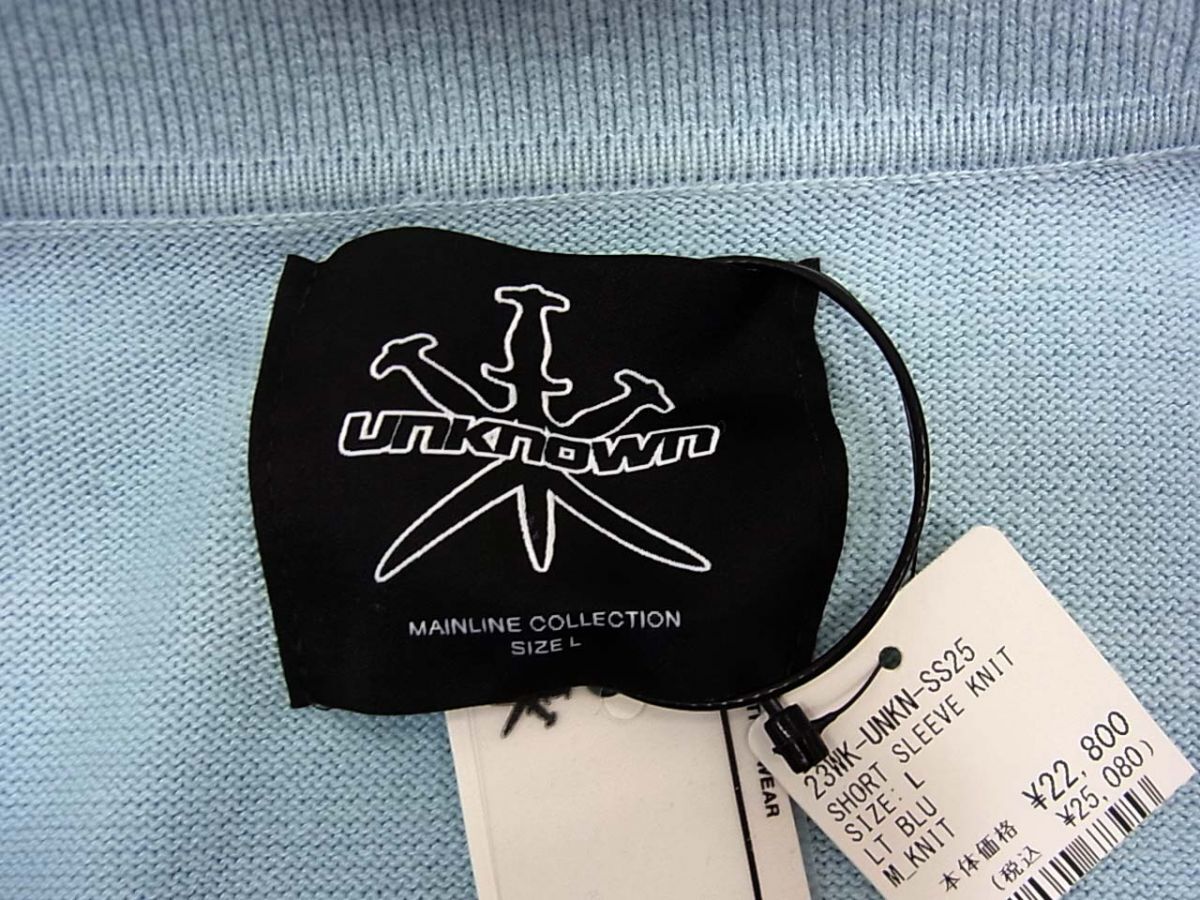 unknown
MAINLINE COLLECTION
SIZE L
WEAR
23WK-UNKN-SS25
SHORT SLEEVE KNIT
SIZE: L
LT BLU
M_KNIT
本体価格 ¥22,800
(税込 ¥25,080)